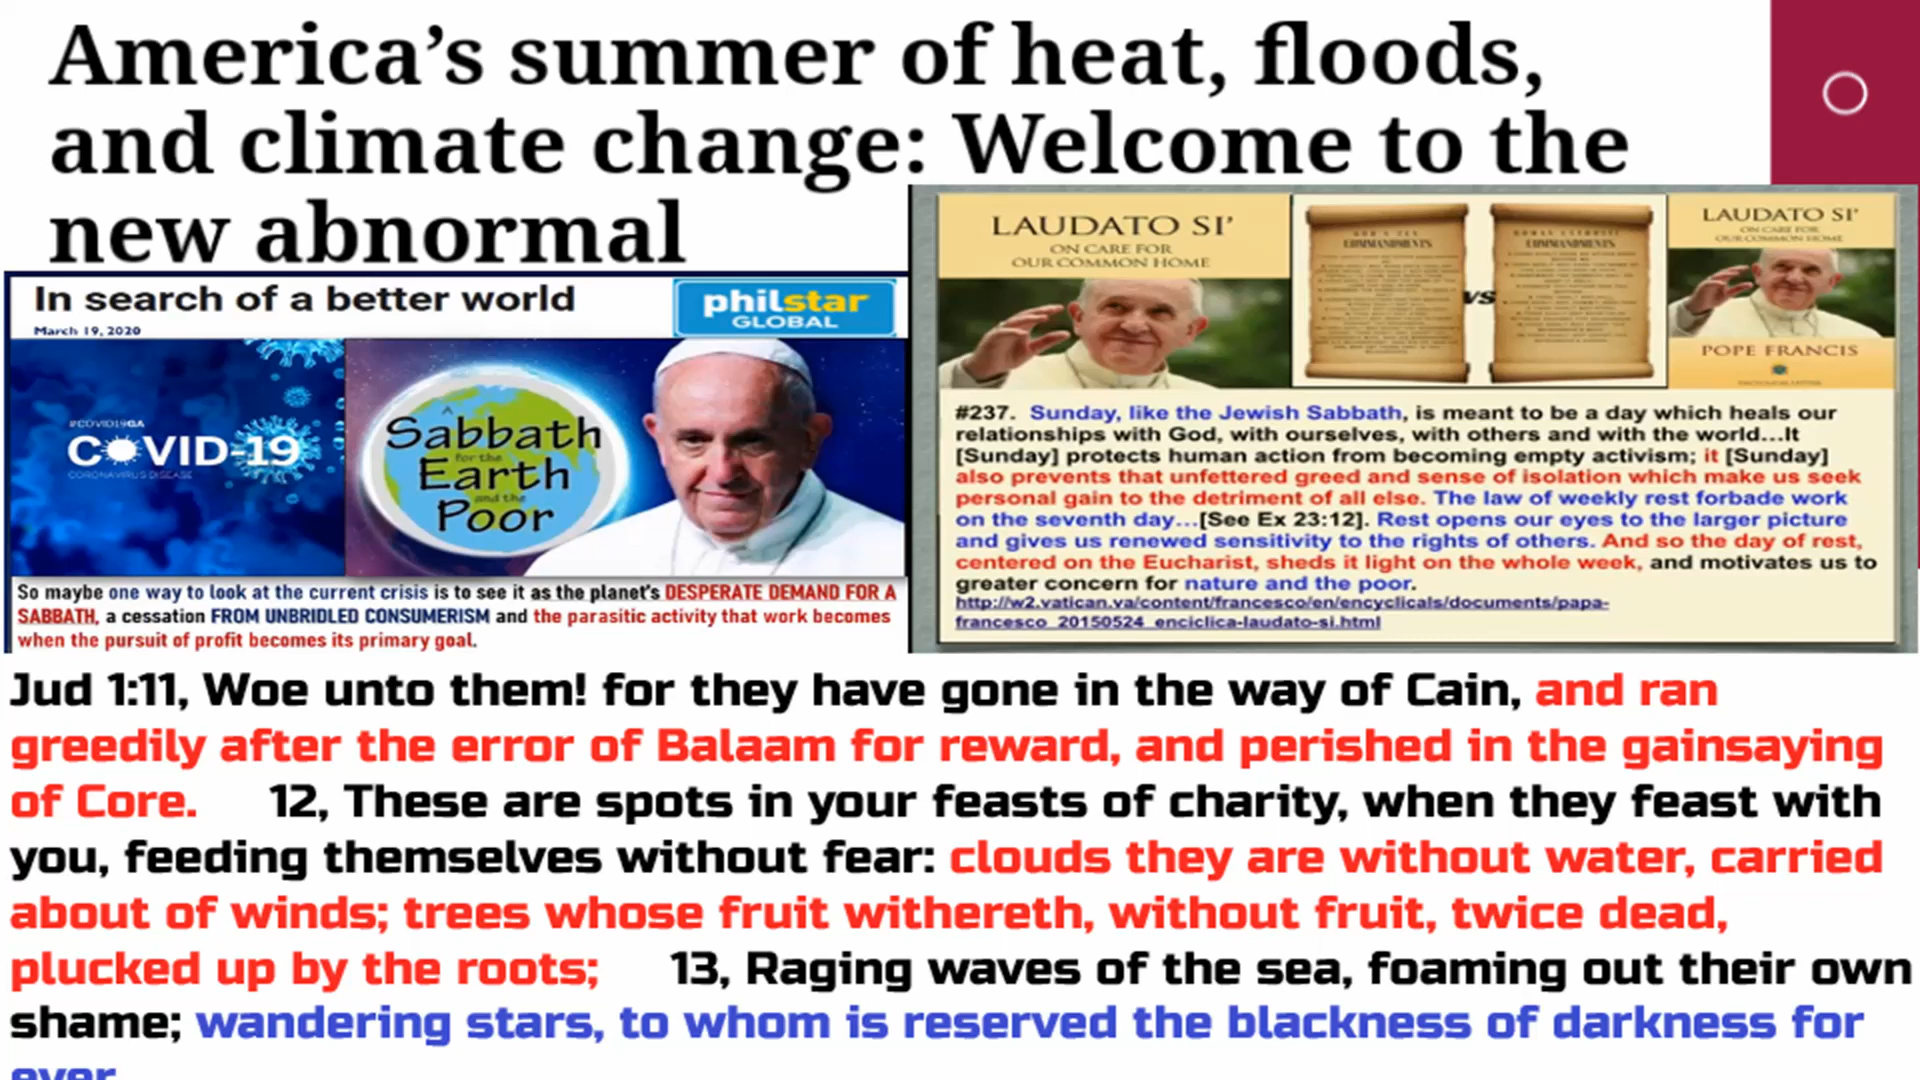 America's summer of heat, floods,
and climate change: Welcome to the
new abnormal
In search of a better world
March 19, 2020
philstar
GLOBAL
#COVID19GA
COVID-19
CORONAVIRUS DISEASE
A
Sabbath
for the
Earth
and the
Poor
So maybe one way to look at the current crisis is to see it as the planet's DESPERATE DEMAND FOR A
SABBATH, a cessation FROM UNBRIDLED CONSUMERISM and the parasitic activity that work becomes
when the pursuit of profit becomes its primary goal.
LAUDATO SI'
ON CARE FOR
OUR COMMON HOME
COMMANDMENTS
vs
COMMANDMENTS
LAUDATO SI'
ON CARE FOR
OUR COMMON HOME
POPE FRANCIS
#237. Sunday, like the Jewish Sabbath, is meant to be a day which heals our
relationships with God, with ourselves, with others and with the world...It
[Sunday] protects human action from becoming empty activism; it [Sunday]
also prevents that unfettered greed and sense of isolation which make us seek
personal gain to the detriment of all else. The law of weekly rest forbade work
on the seventh day...[See Ex 23:12]. Rest opens our eyes to the larger picture
and gives us renewed sensitivity to the rights of others. And so the day of rest,
centered on the Eucharist, sheds it light on the whole week, and motivates us to
greater concern for nature and the poor.
http://w2.vatican.va/content/francesco/en/encyclicals/documents/papa-
francesco_20150524_enciclica-laudato-si.html
Jud 1:11, Woe unto them! for they have gone in the way of Cain, and ran
greedily after the error of Balaam for reward, and perished in the gainsaying
of Core. 12, These are spots in your feasts of charity, when they feast with
you, feeding themselves without fear: clouds they are without water, carried
about of winds; trees whose fruit withereth, without fruit, twice dead,
plucked up by the roots; 13, Raging waves of the sea, foaming out their own
shame; wandering stars, to whom is reserved the blackness of darkness for
ever